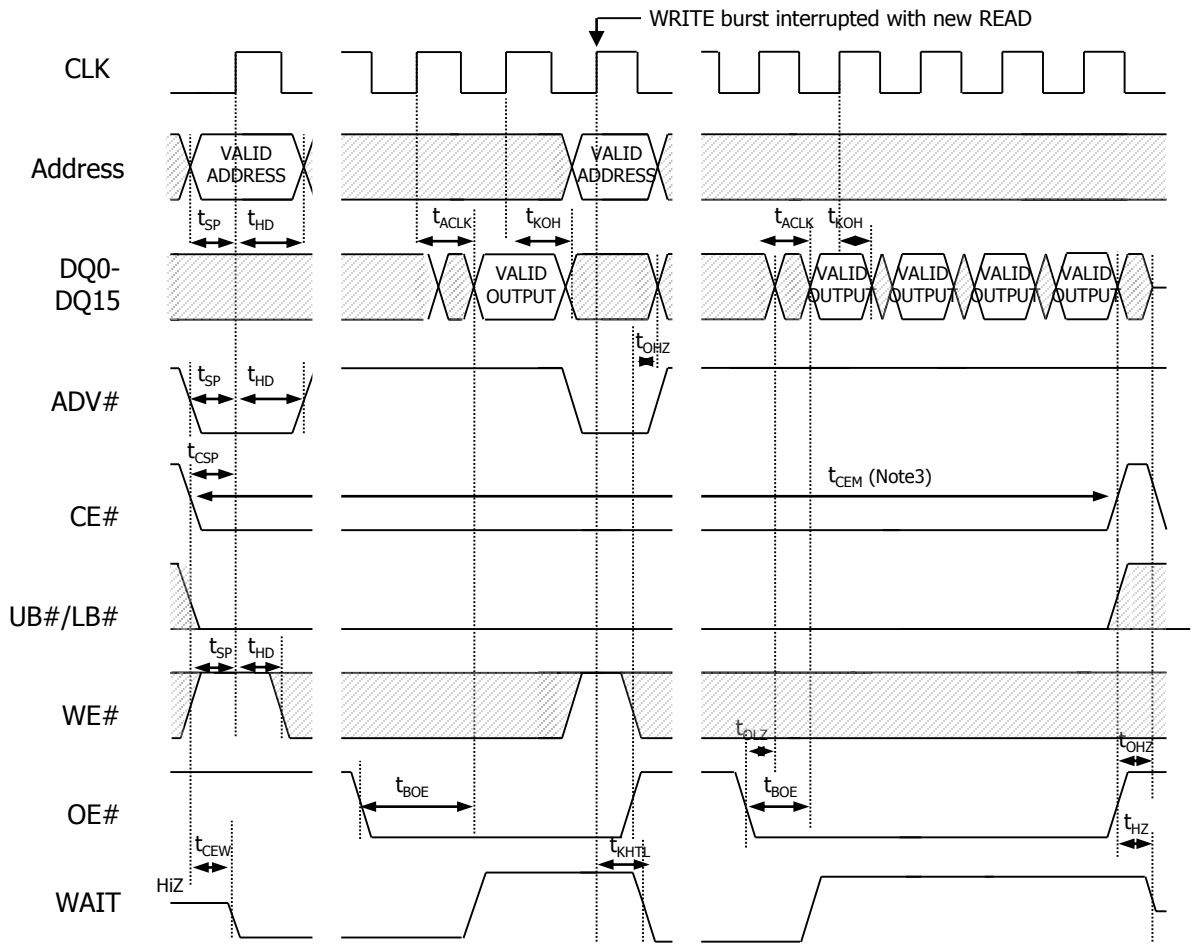 WRITE burst interrupted with new READ
CLK
Address
VALID
ADDRESS
VALID
ADDRESS
tSP
tHD
tACLK
tKOH
tACLK
tKOH
DQ0-
DQ15
VALID
OUTPUT
VALID
OUTPUT
VALID
OUTPUT
VALID
OUTPUT
VALID
OUTPUT
tOHZ
ADV#
tSP
tHD
tCSP
tCEM (Note3)
CE#
UB#/LB#
tSP
tHD
WE#
tOLZ
tOHZ
OE#
tBOE
tBOE
tCEW
tKHTL
tHZ
HiZ
WAIT